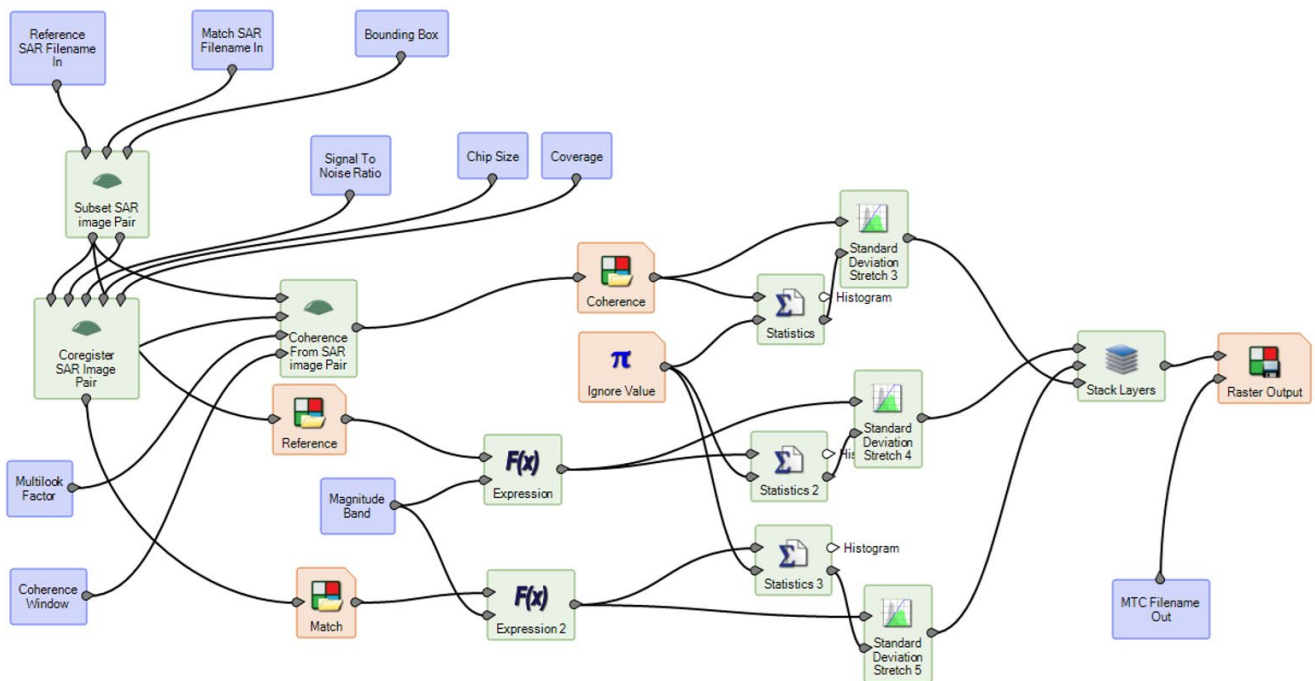 Reference
SAR Filename
In
Match SAR
Filename In
Bounding Box
Signal To
Noise Ratio
Chip Size
Coverage
Subset SAR
image Pair
Coregister
SAR Image
Pair
Coherence
From SAR
image Pair
Coherence
Histogram
Statistics
Standard
Deviation
Stretch 3
π
Ignore Value
Stack Layers
Raster Output
Reference
F(x)
Expression
Magnitude
Band
His
Statistics 2
Standard
Deviation
Stretch 4
Multilook
Factor
Coherence
Window
Match
F(x)
Expression 2
Histogram
Statistics 3
Standard
Deviation
Stretch 5
MTC Filename
Out